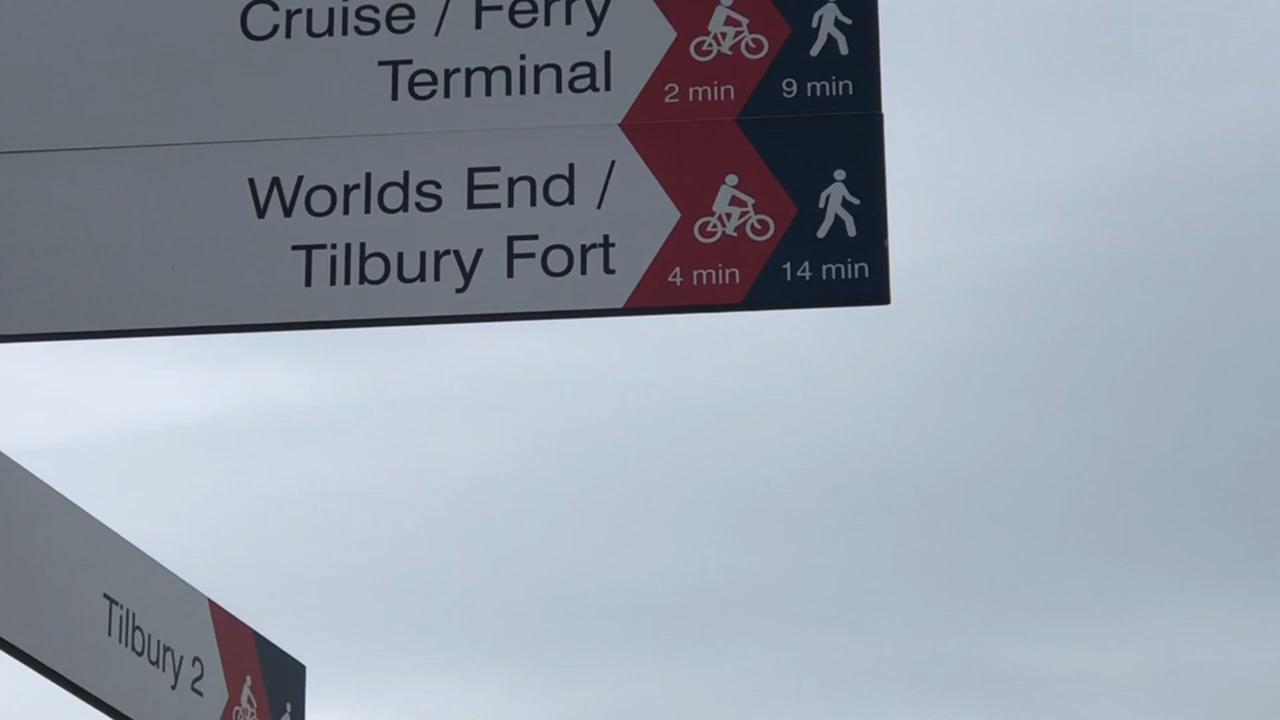 Cruise / Ferry
Terminal
2 min
9 min
Worlds End /
Tilbury Fort
4 min
14 min
Tilbury 2